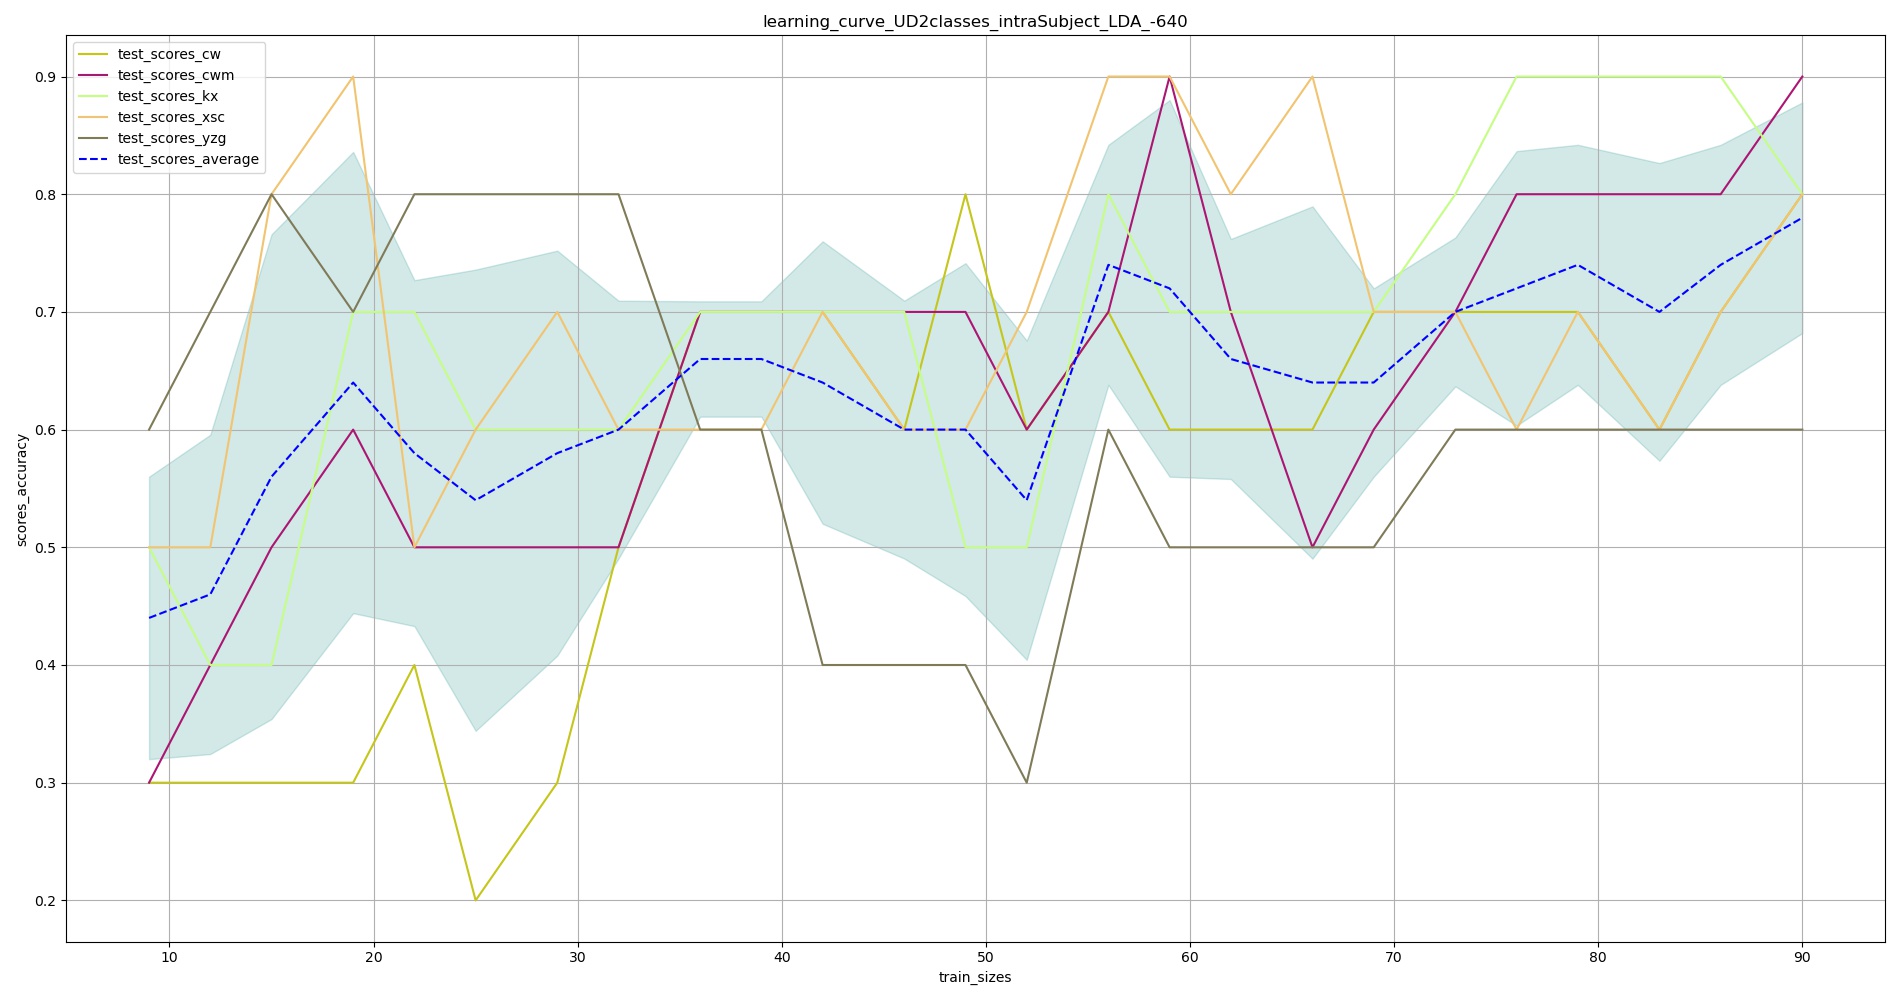 learning_curve_UD2classes_intraSubject_LDA_-640
test_scores_cw
test_scores_cwm
test_scores_kx
test_scores_xsc
test_scores_yzg
test_scores_average
scores_accuracy
0.9
0.8
0.7
0.6
0.5
0.4
0.3
0.2
10 20 30 40 50 60 70 80 90
train_sizes